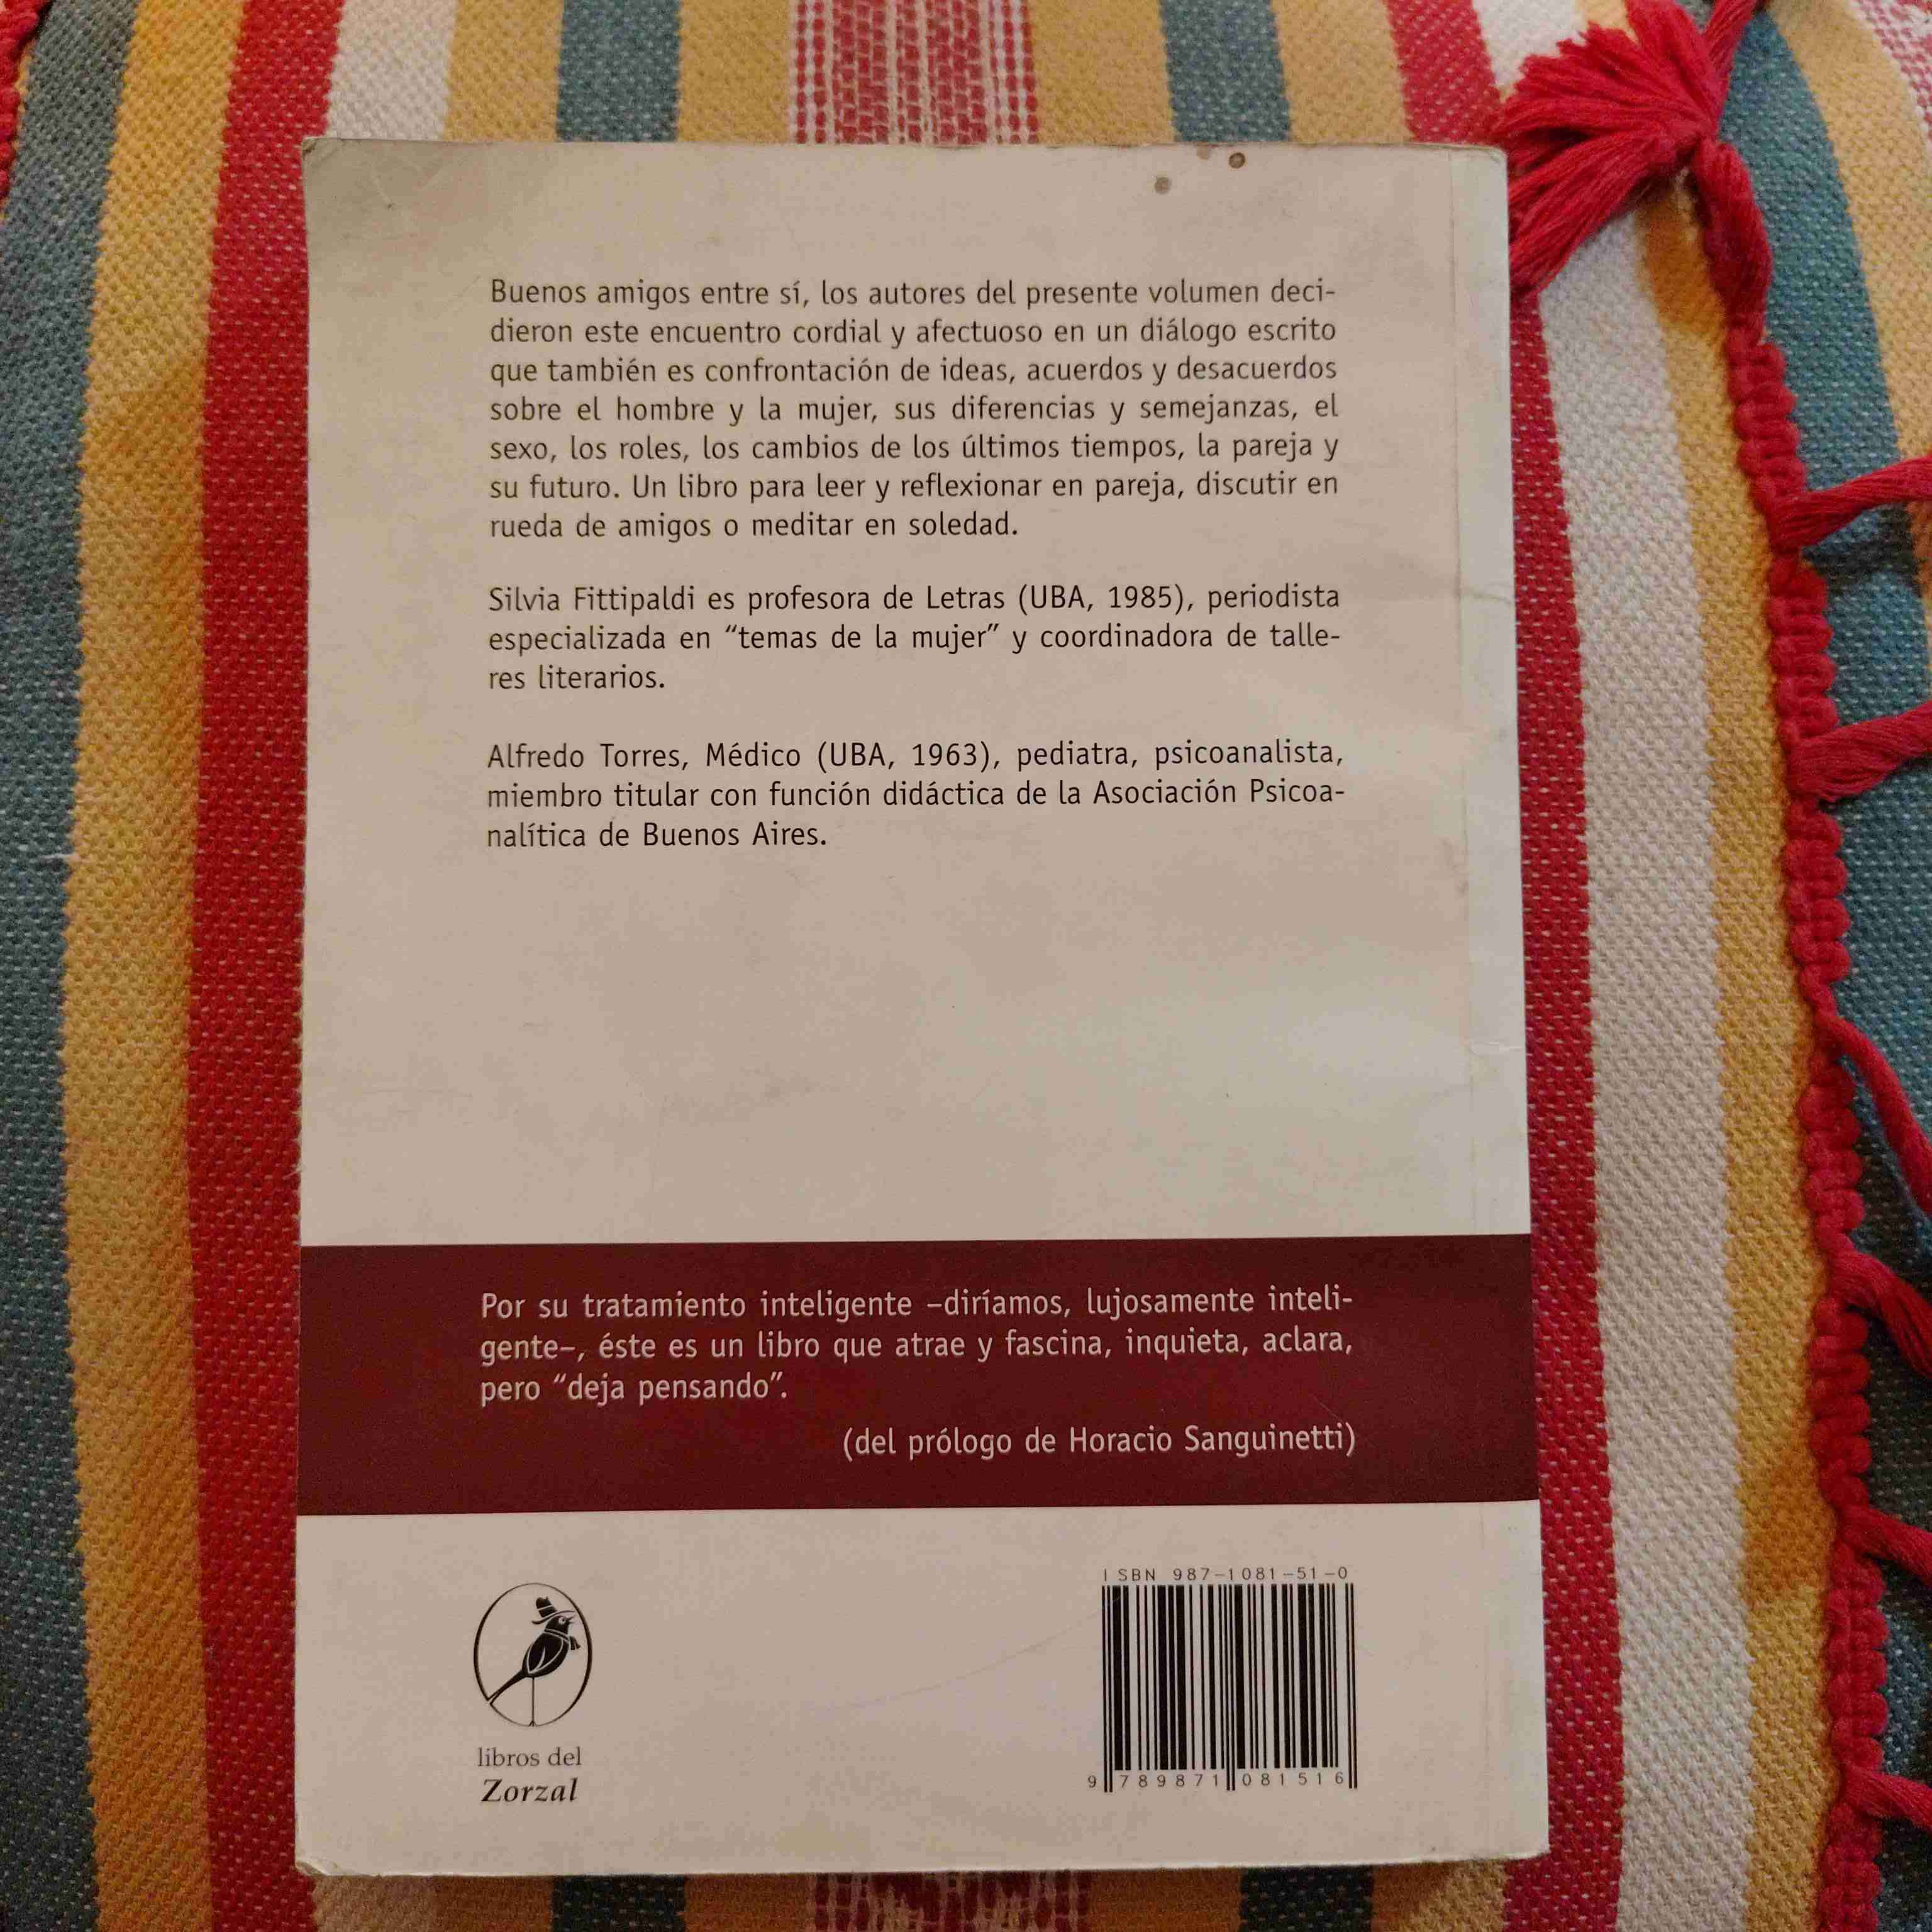 Buenos amigos entre sí, los autores del presente volumen deci-
dieron este encuentro cordial y afectuoso en un diálogo escrito
que también es confrontación de ideas, acuerdos y desacuerdos
sobre el hombre y la mujer, sus diferencias y semejanzas, el
sexo, los roles, los cambios de los últimos tiempos, la pareja y
su futuro. Un libro para leer y reflexionar en pareja, discutir en
rueda de amigos o meditar en soledad.
Silvia Fittipaldi es profesora de Letras (UBA, 1985), periodista
especializada en “temas de la mujer” y coordinadora de talle-
res literarios.
Alfredo Torres, Médico (UBA, 1963), pediatra, psicoanalista,
miembro titular con función didáctica de la Asociación Psicoa-
nalítica de Buenos Aires.
Por su tratamiento inteligente –diríamos, lujosamente inteli-
gente–, éste es un libro que atrae y fascina, inquieta, aclara,
pero “deja pensando”.
(del prólogo de Horacio Sanguinetti)
libros del
Zorzal
ISBN 987-1081-51-0
9 789871 081516